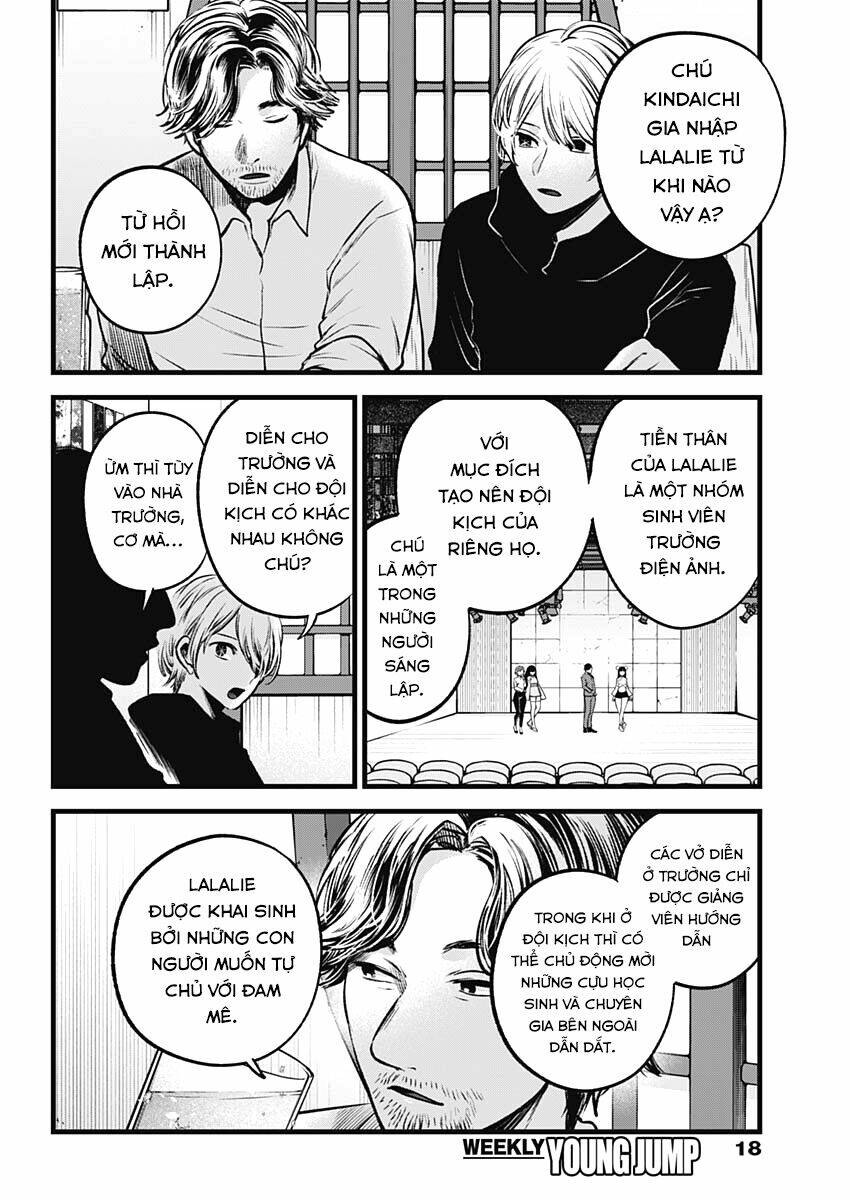 CHÚ
KINDAICHI
GIA NHẬP
LALALIE TỪ
KHI NÀO
VẬY Ạ?
TỪ HỒI
MỚI THÀNH
LẬP.
TIỀN THÂN
CỦA LALALIE
LÀ MỘT NHÓM
SINH VIÊN
TRƯỜNG
ĐIỆN ẢNH.
VỚI
MỤC ĐÍCH
TẠO NÊN ĐỘI
KỊCH CỦA
RIÊNG HỌ.
CHÚ
LÀ MỘT
TRONG
NHỮNG
NGƯỜI
SÁNG
LẬP.
DIỄN CHO
TRƯỜNG VÀ
DIỄN CHO ĐỘI
KỊCH CÓ KHÁC
NHAU KHÔNG
CHÚ?
ỪM THÌ TÙY
VÀO NHÀ
TRƯỜNG,
CƠ MÀ...
CÁC VỞ DIỄN
Ở TRƯỜNG CHỈ
ĐƯỢC GIẢNG
VIÊN HƯỚNG
DẪN
TRONG KHI Ở
ĐỘI KỊCH THÌ CÓ
THỂ CHỦ ĐỘNG MỜI
NHỮNG CỰU HỌC
SINH VÀ CHUYÊN
GIA BÊN NGOÀI
DẪN DẮT.
LALALIE
ĐƯỢC KHAI SINH
BỞI NHỮNG CON
NGƯỜI MUỐN TỰ
CHỦ VỚI ĐAM
MÊ.
WEEKLY YOUNG JUMP 18